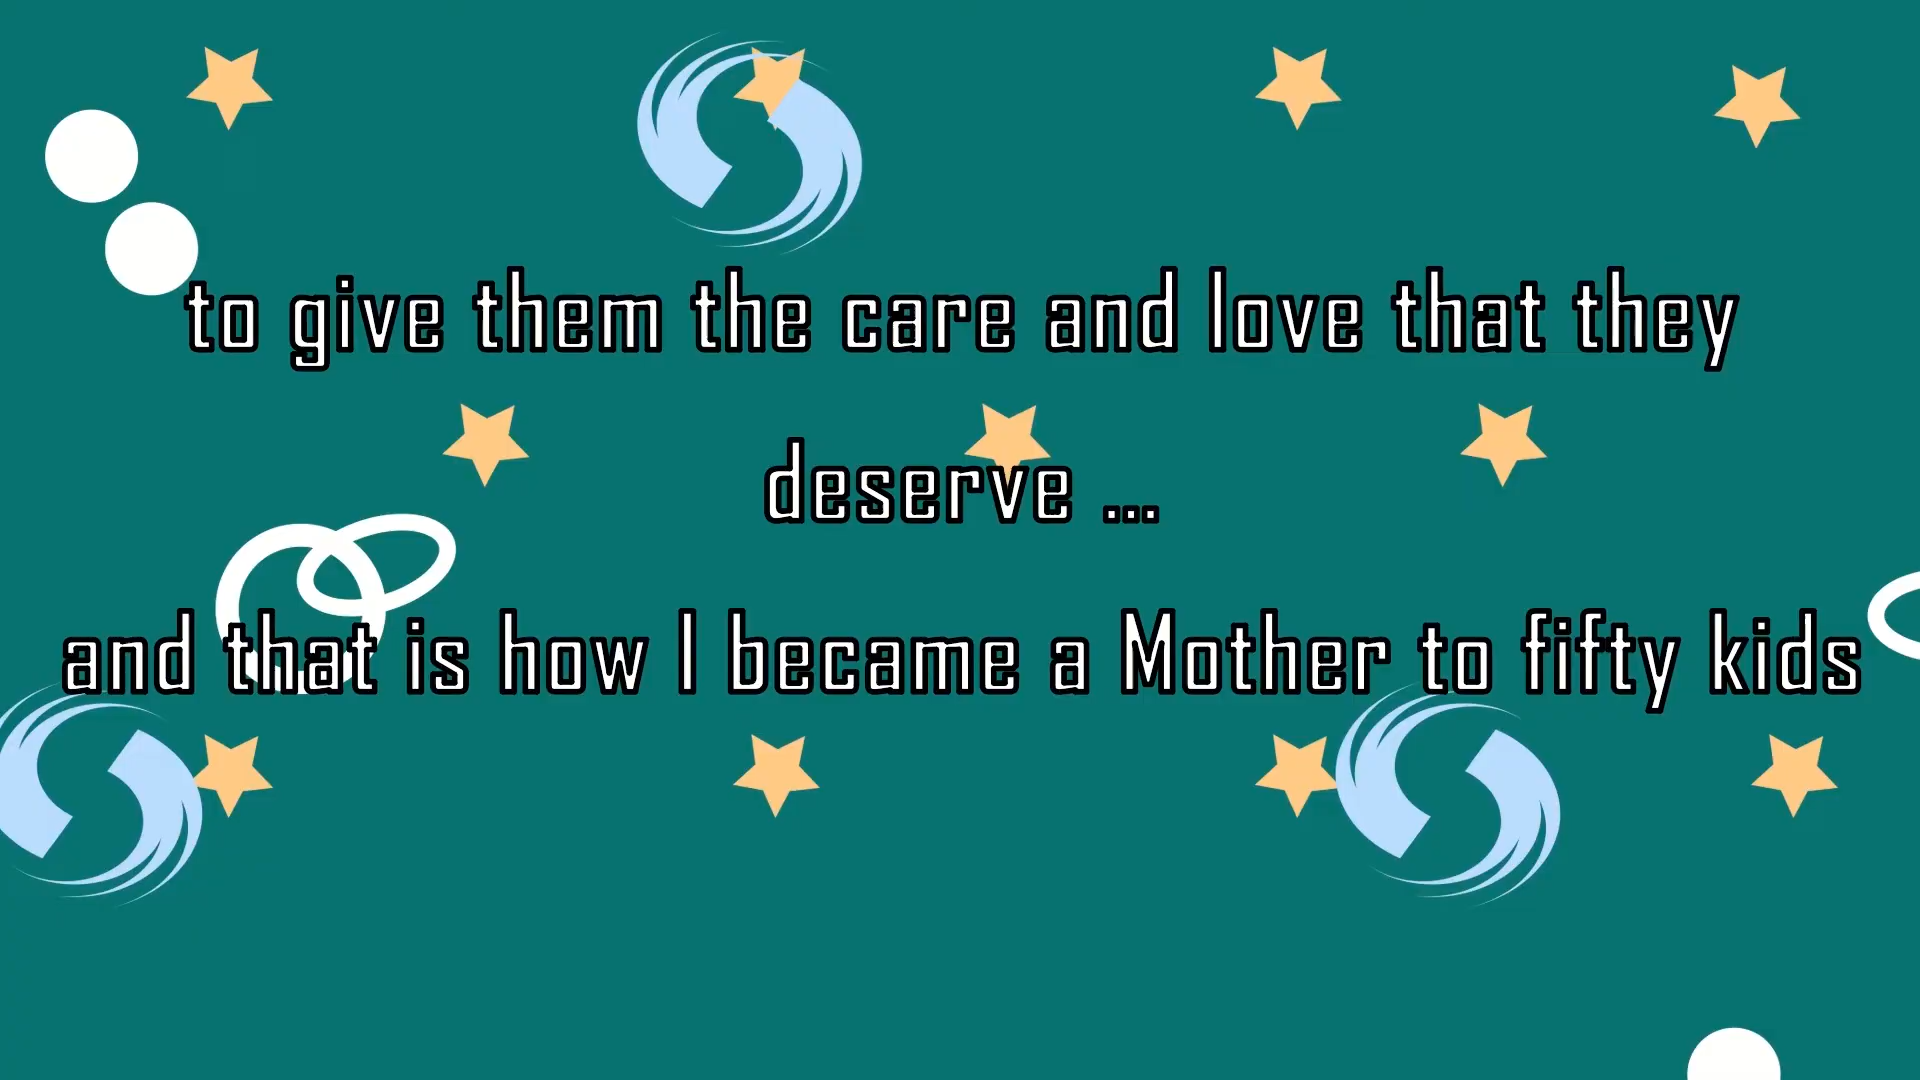 to give them the care and love that they
deserve ...
and that is how I became a Mother to fifty kids